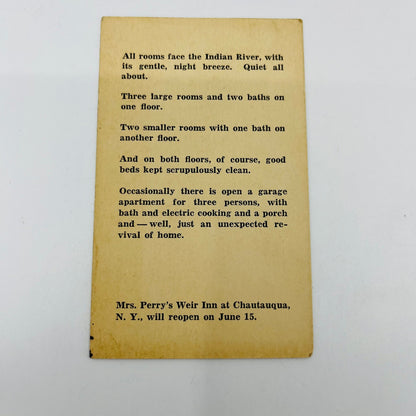 All rooms face the Indian River, with
its gentle, night breeze. Quiet all
about.
Three large rooms and two baths on
one floor.
Two smaller rooms with one bath on
another floor.
And on both floors, of course, good
beds kept scrupulously clean.
Occasionally there is open a garage
apartment for three persons, with
bath and electric cooking and a porch
and — well, just an unexpected re-
vival of home.
Mrs. Perry's Weir Inn at Chautauqua,
N. Y., will reopen on June 15.